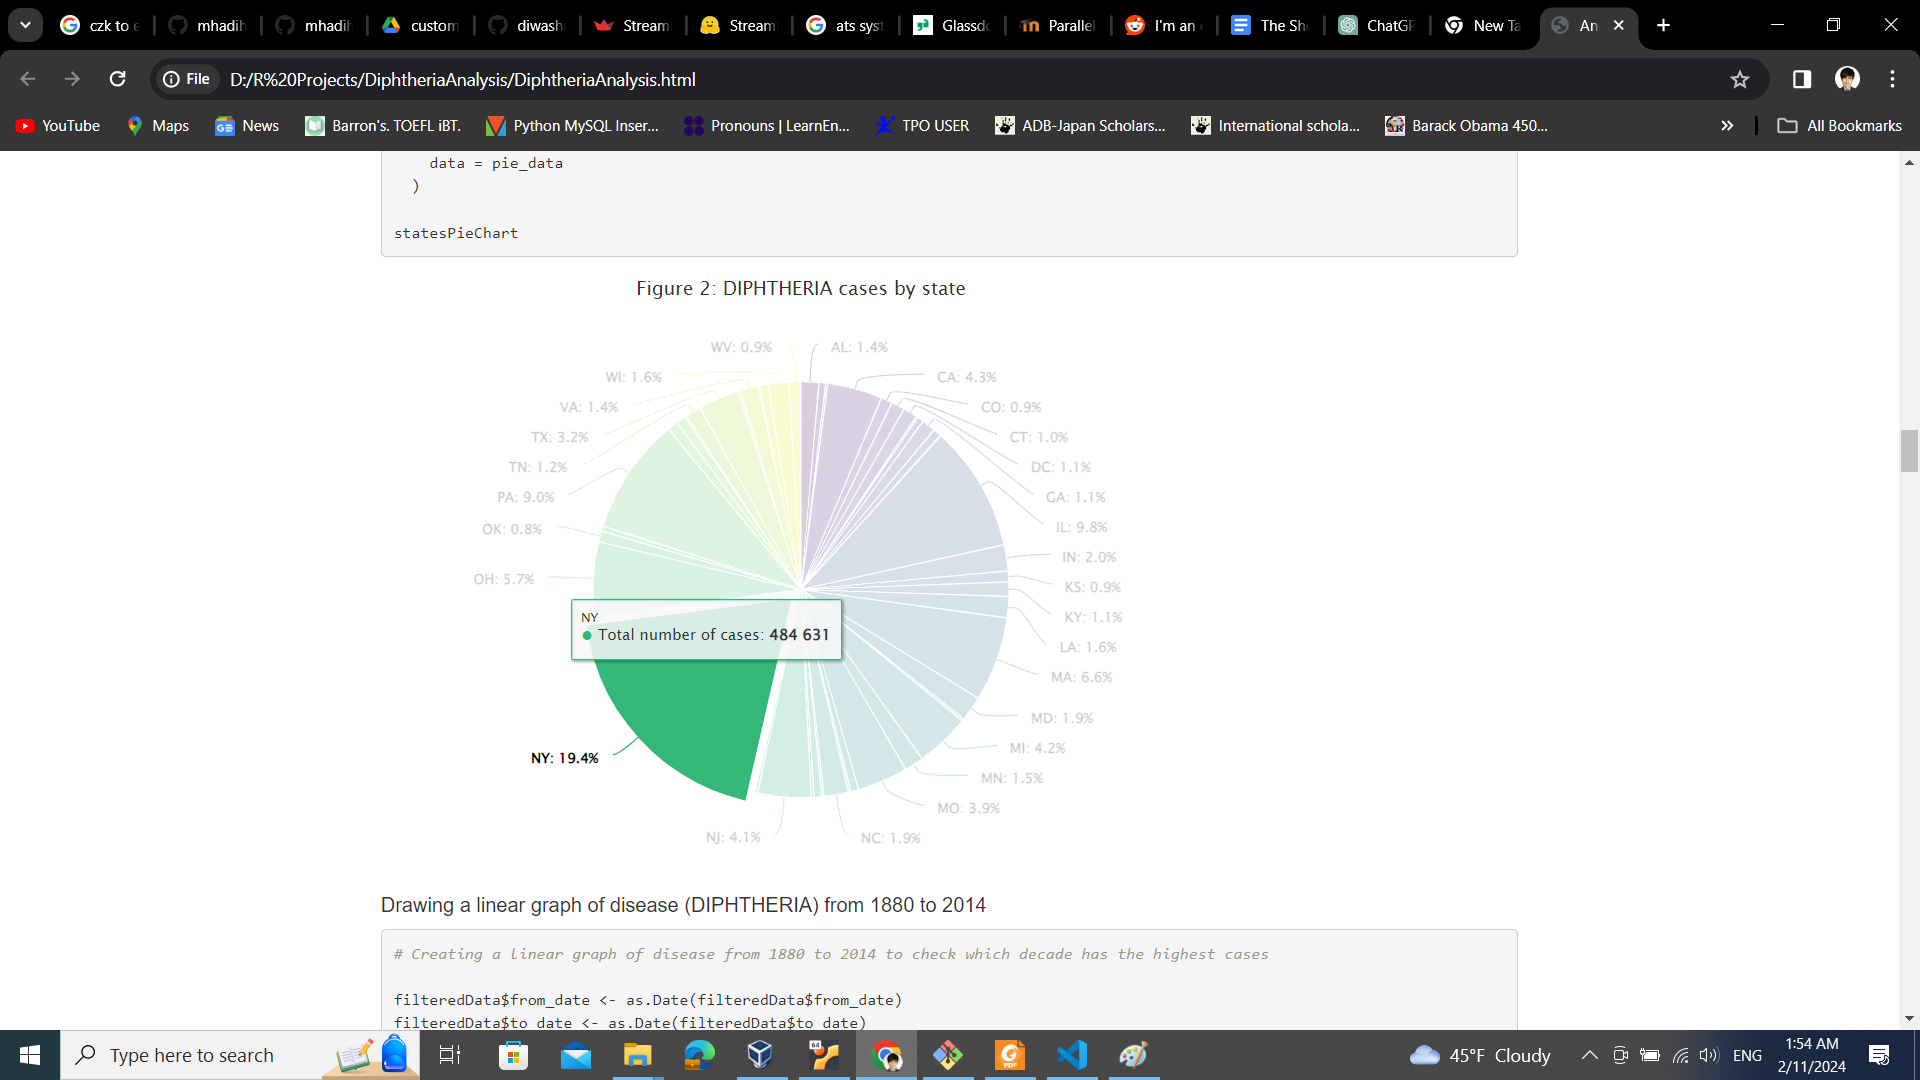 czk to e
mhadih
mhadih
custom
diwash
Stream
Stream
ats syst
Glassdo
Parallel
I'm an
The She
ChatGP
New Ta
An
File
D:/R%20Projects/DiphtheriaAnalysis/DiphtheriaAnalysis.html
YouTube
Maps
News
Barron's. TOEFL iBT.
Python MySQL Inser...
Pronouns | LearnEn...
TPO USER
ADB-Japan Scholars...
International schola...
Barack Obama 450...
All Bookmarks
data = pie_data
)
statesPieChart
Figure 2: DIPHTHERIA cases by state
WV: 0.9%
AL: 1.4%
WI: 1.6%
CA: 4.3%
VA: 1.4%
CO: 0.9%
TX: 3.2%
CT: 1.0%
TN: 1.2%
DC: 1.1%
PA: 9.0%
GA: 1.1%
OK: 0.8%
IL: 9.8%
IN: 2.0%
OH: 5.7%
KS: 0.9%
NY
KY: 1.1%
Total number of cases: 484 631
LA: 1.6%
MA: 6.6%
MD: 1.9%
MI: 4.2%
NY: 19.4%
MN: 1.5%
MO: 3.9%
NJ: 4.1%
NC: 1.9%
Drawing a linear graph of disease (DIPHTHERIA) from 1880 to 2014
# Creating a linear graph of disease from 1880 to 2014 to check which decade has the highest cases
filteredData$from_date <- as.Date(filteredData$from_date)
filteredData$to_date <- as.Date(filteredData$to_date)
Type here to search
64
PDF
45°F Cloudy
ENG
1:54 AM
2/11/2024